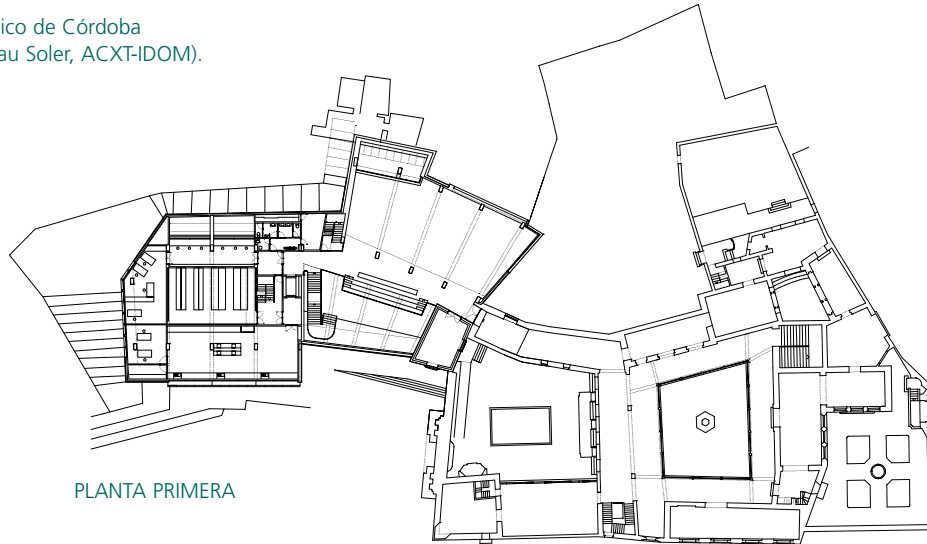 ico de Córdoba
au Soler, ACXT-IDOM).
PLANTA PRIMERA